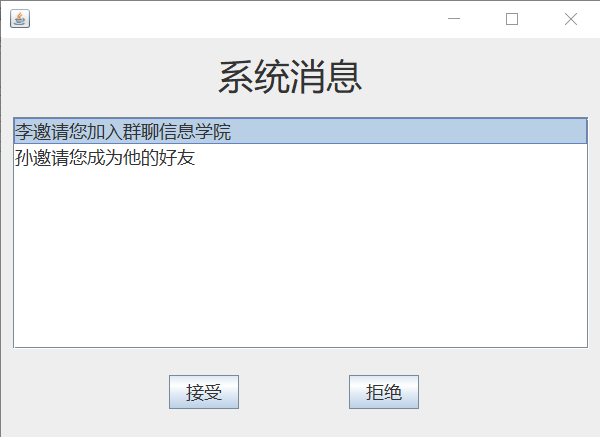 系统消息
李邀请您加入群聊信息学院
孙邀请您成为他的好友
接受
拒绝